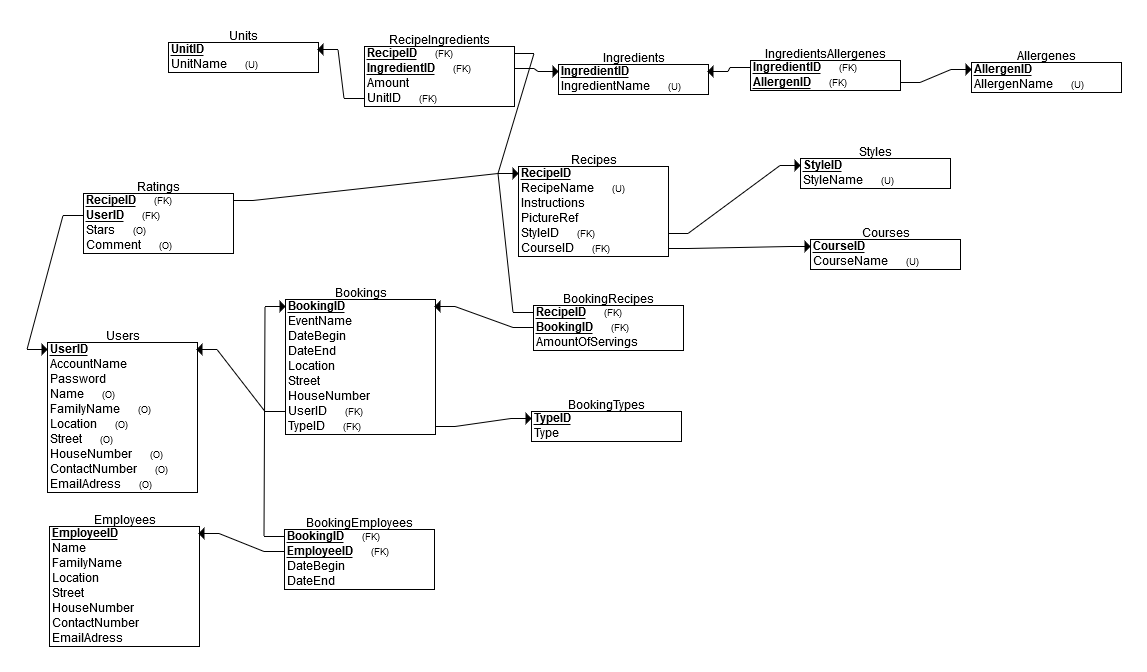 Units
UnitID
UnitName (U)
RecipeIngredients
RecipeID (FK)
IngredientID (FK)
Amount
UnitID (FK)
Ingredients
IngredientID
IngredientName (U)
IngredientsAllergenes
IngredientID (FK)
AllergenID (FK)
Allergenes
AllergenID
AllergenName (U)
Ratings
RecipeID (FK)
UserID (FK)
Stars (O)
Comment (O)
Recipes
RecipeID
RecipeName (U)
Instructions
PictureRef
StyleID (FK)
CourseID (FK)
Styles
StyleID
StyleName (U)
Courses
CourseID
CourseName (U)
Bookings
BookingID
EventName
DateBegin
DateEnd
Location
Street
HouseNumber
UserID (FK)
TypeID (FK)
BookingRecipes
RecipeID (FK)
BookingID (FK)
AmountOfServings
Users
UserID
AccountName
Password
Name (O)
FamilyName (O)
Location (O)
Street (O)
HouseNumber (O)
ContactNumber (O)
EmailAdress (O)
BookingTypes
TypeID
Type
Employees
EmployeeID
Name
FamilyName
Location
Street
HouseNumber
ContactNumber
EmailAdress
BookingEmployees
BookingID (FK)
EmployeeID (FK)
DateBegin
DateEnd